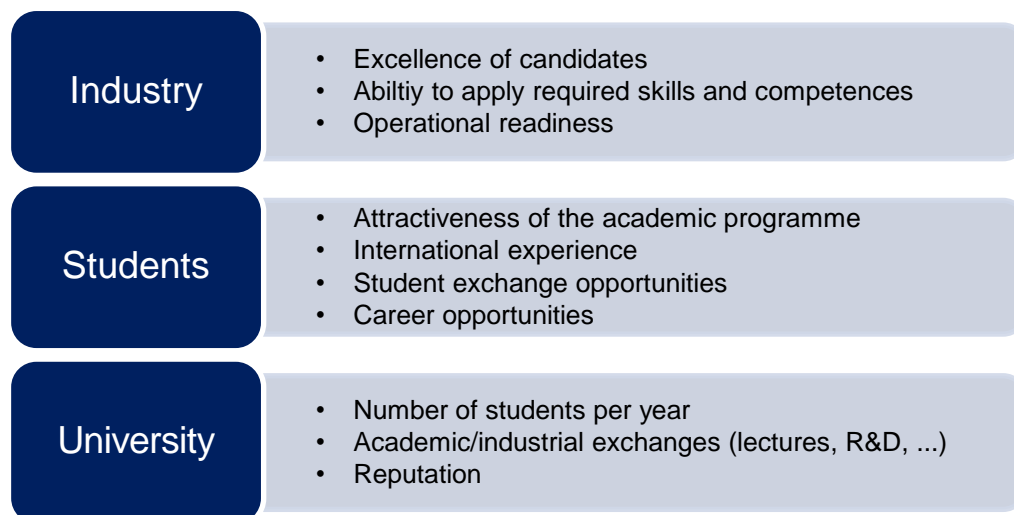 Industry
• Excellence of candidates
• Abiltiy to apply required skills and competences
• Operational readiness
Students
• Attractiveness of the academic programme
• International experience
• Student exchange opportunities
• Career opportunities
University
• Number of students per year
• Academic/industrial exchanges (lectures, R&D, ...)
• Reputation